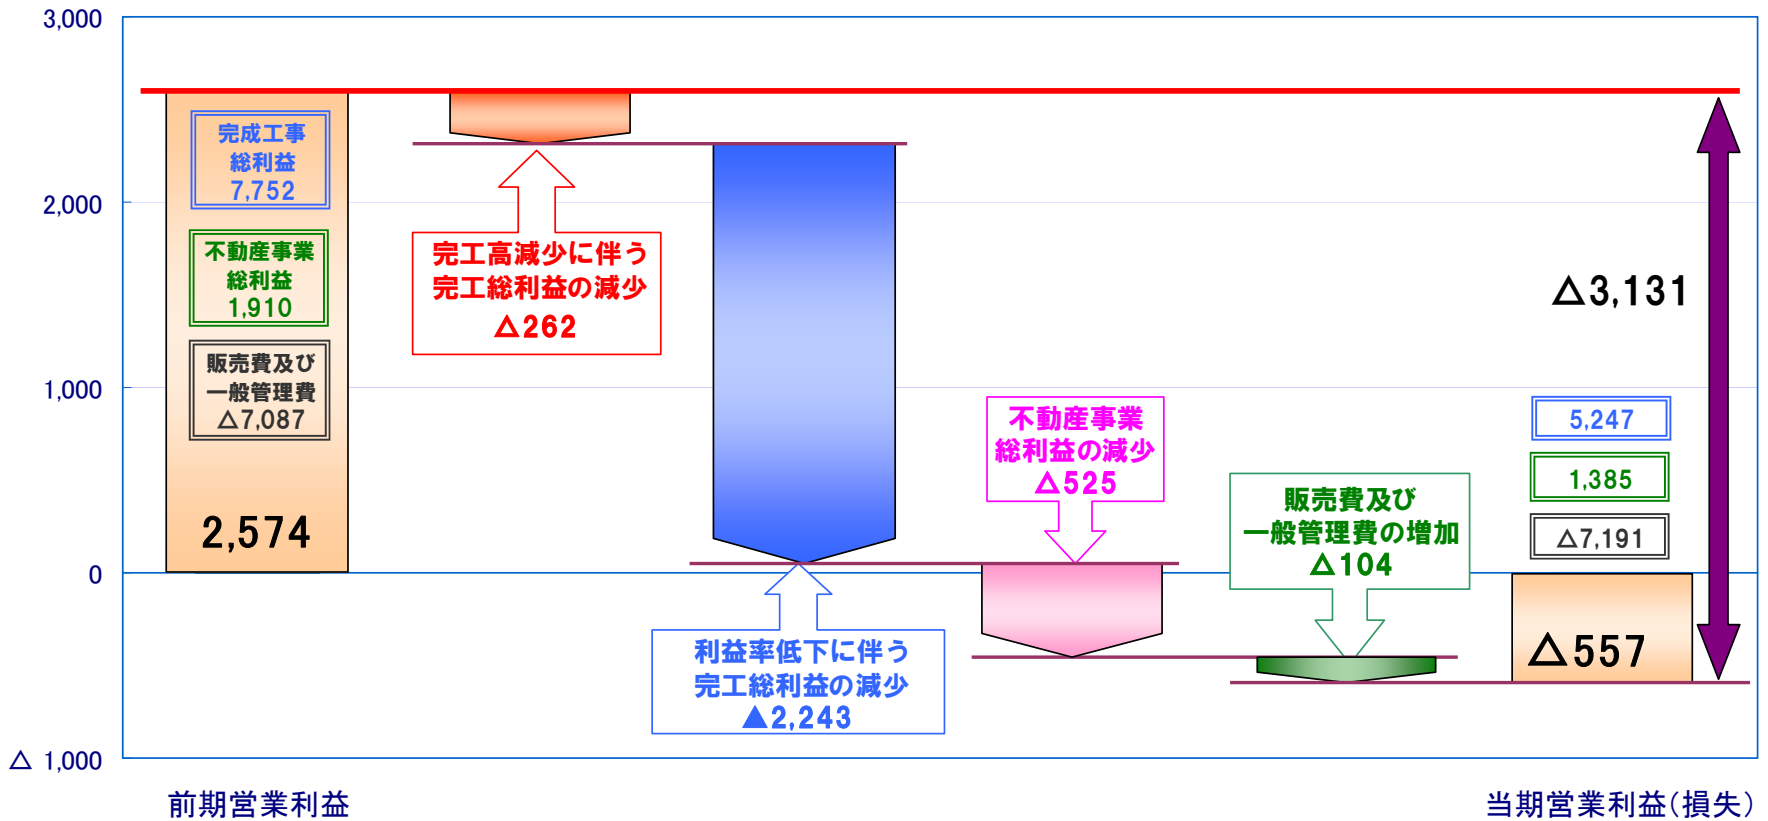 3,000
2,000
1,000
0
△ 1,000
完成工事
総利益
7,752
不動産事業
総利益
1,910
販売費及び
一般管理費
△7,087
2,574
完工高減少に伴う
完工総利益の減少
△262
利益率低下に伴う
完工総利益の減少
▲2,243
不動産事業
総利益の減少
△525
販売費及び
一般管理費の増加
△104
△3,131
5,247
1,385
△7,191
△557
前期営業利益
当期営業利益(損失)